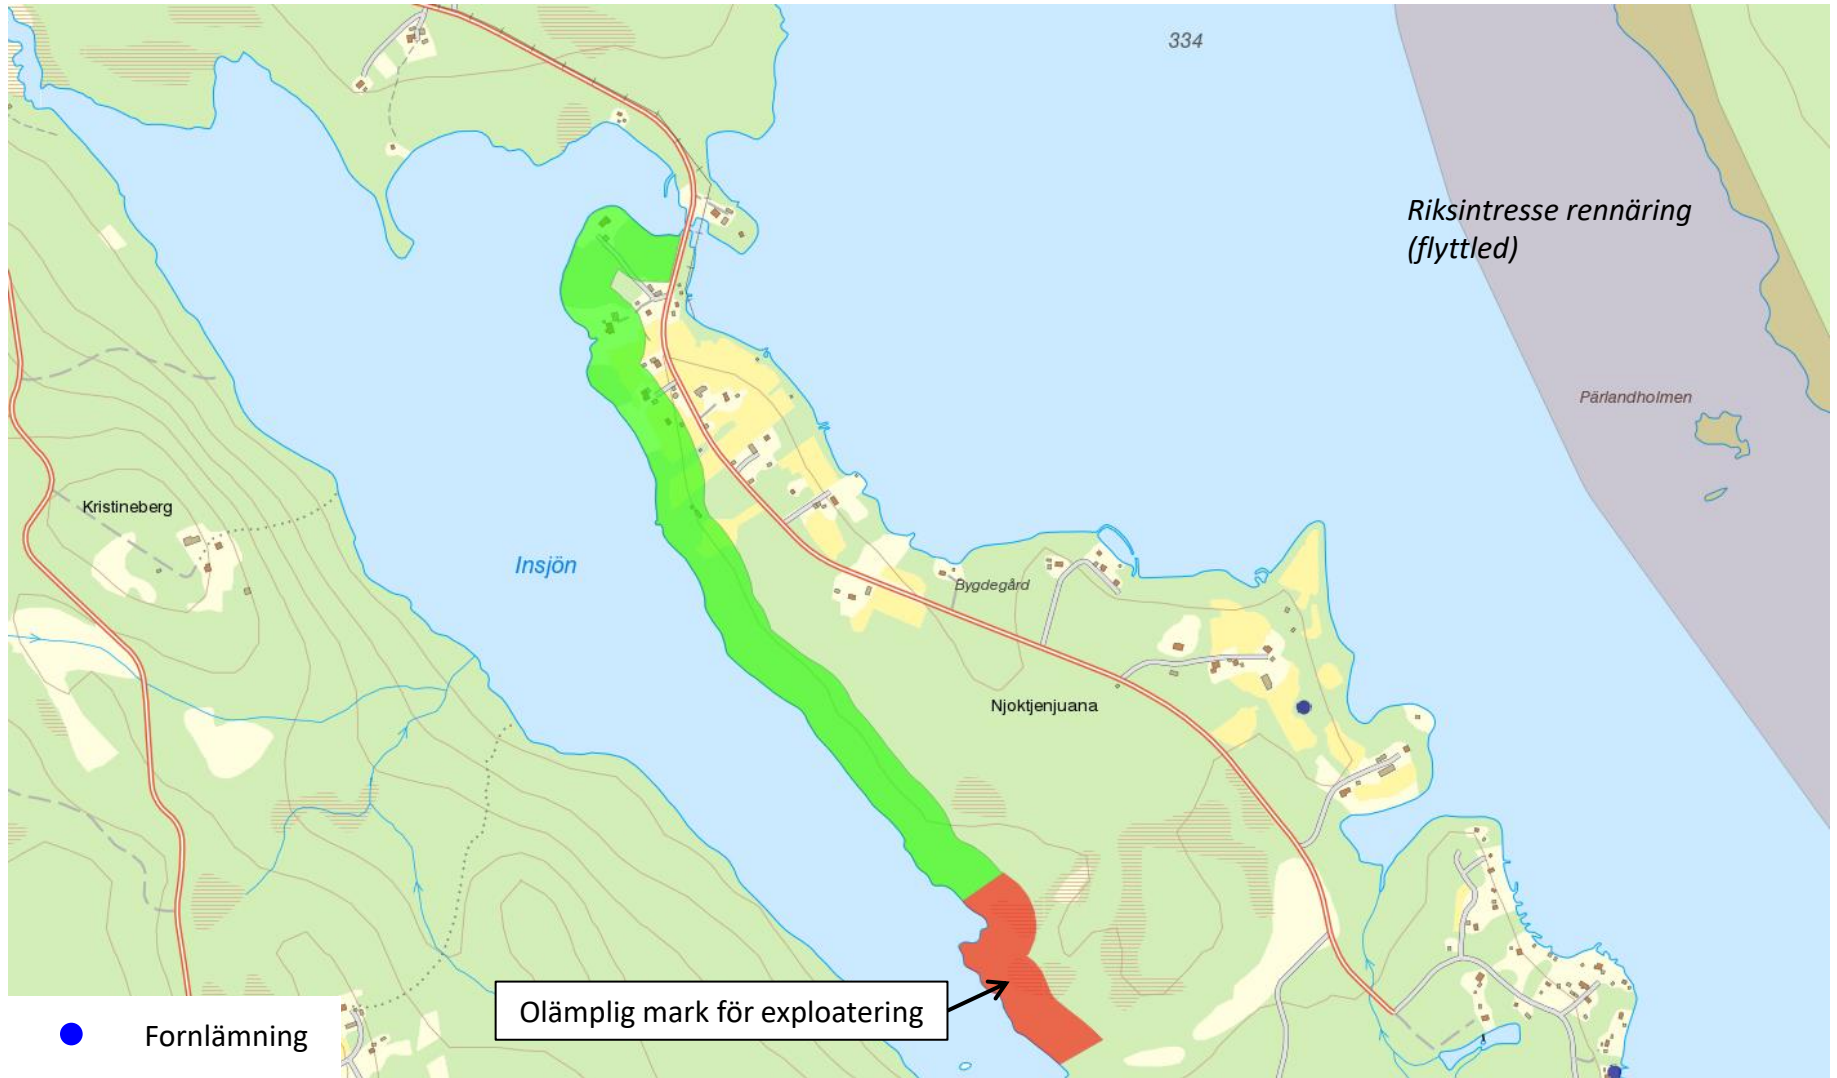 334
Riksintresse rennäring
(flyttled)
Pärlandholmen
Kristineberg
Insjön
Bygdegård
Njoktjenjuana
Olämplig mark för exploatering
Fornlämning